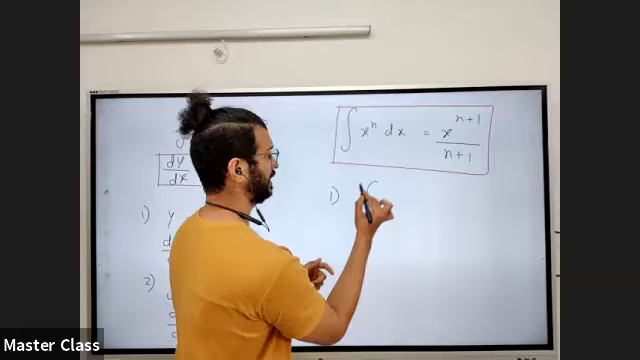 dy
dx
1) y
d
2)
∫ xⁿ dx = xⁿ⁺¹
n+1
1)
Master Class